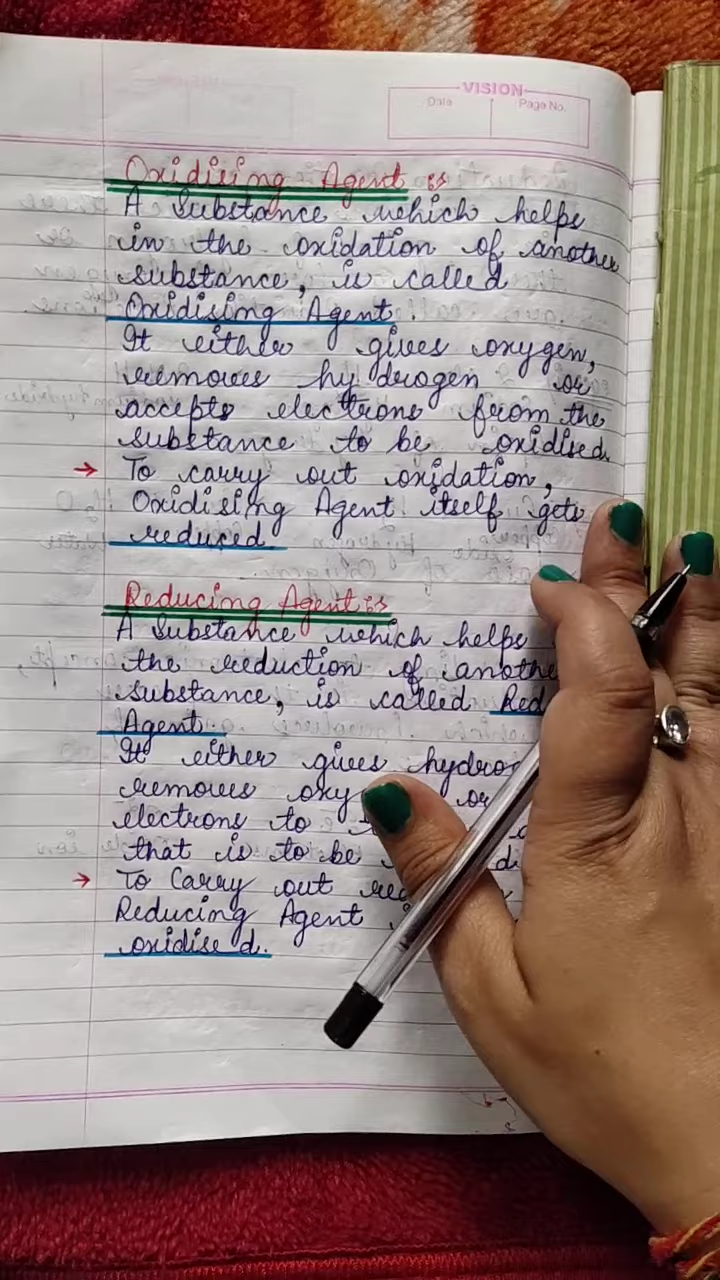 VISION
Date Page No.
Oxidising Agent :-
A Substance which helps
in the oxidation of another
substance, is called
Oxidising Agent.
It either gives oxygen,
removes hydrogen or
accepts electrons from the
substance to be oxidised.
→ To carry out oxidation,
Oxidising Agent itself gets
reduced.
Reducing Agent :-
A Substance which helps
the reduction of anothe
substance, is called Red
Agent.
It either gives hydro
removes oxy or
electrons to
that is to be
→ To Carry out red
Reducing Agent
oxidised.